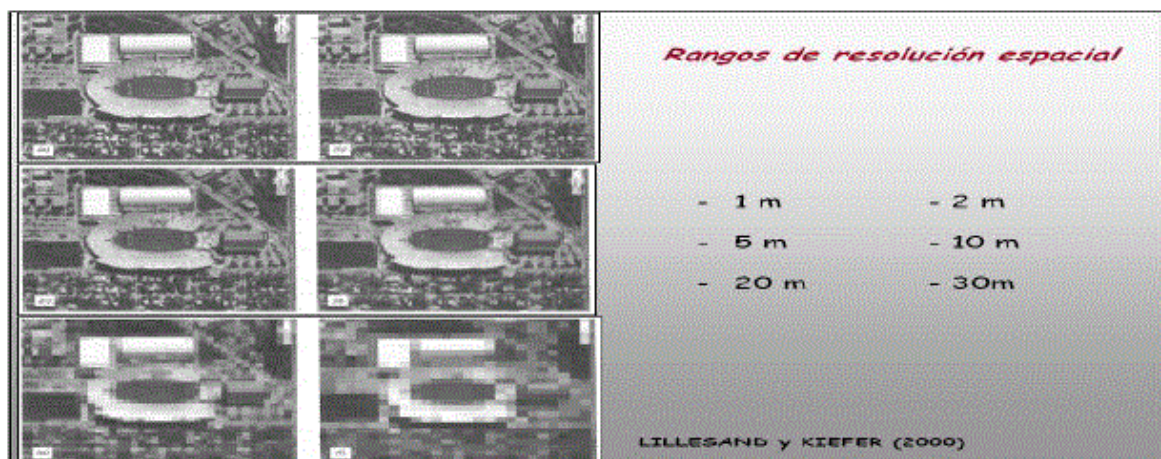 Rangos de resolución espacial
- 1 m - 2 m
- 5 m - 10 m
- 20 m - 30m
LILLESAND y KIEFER (2000)